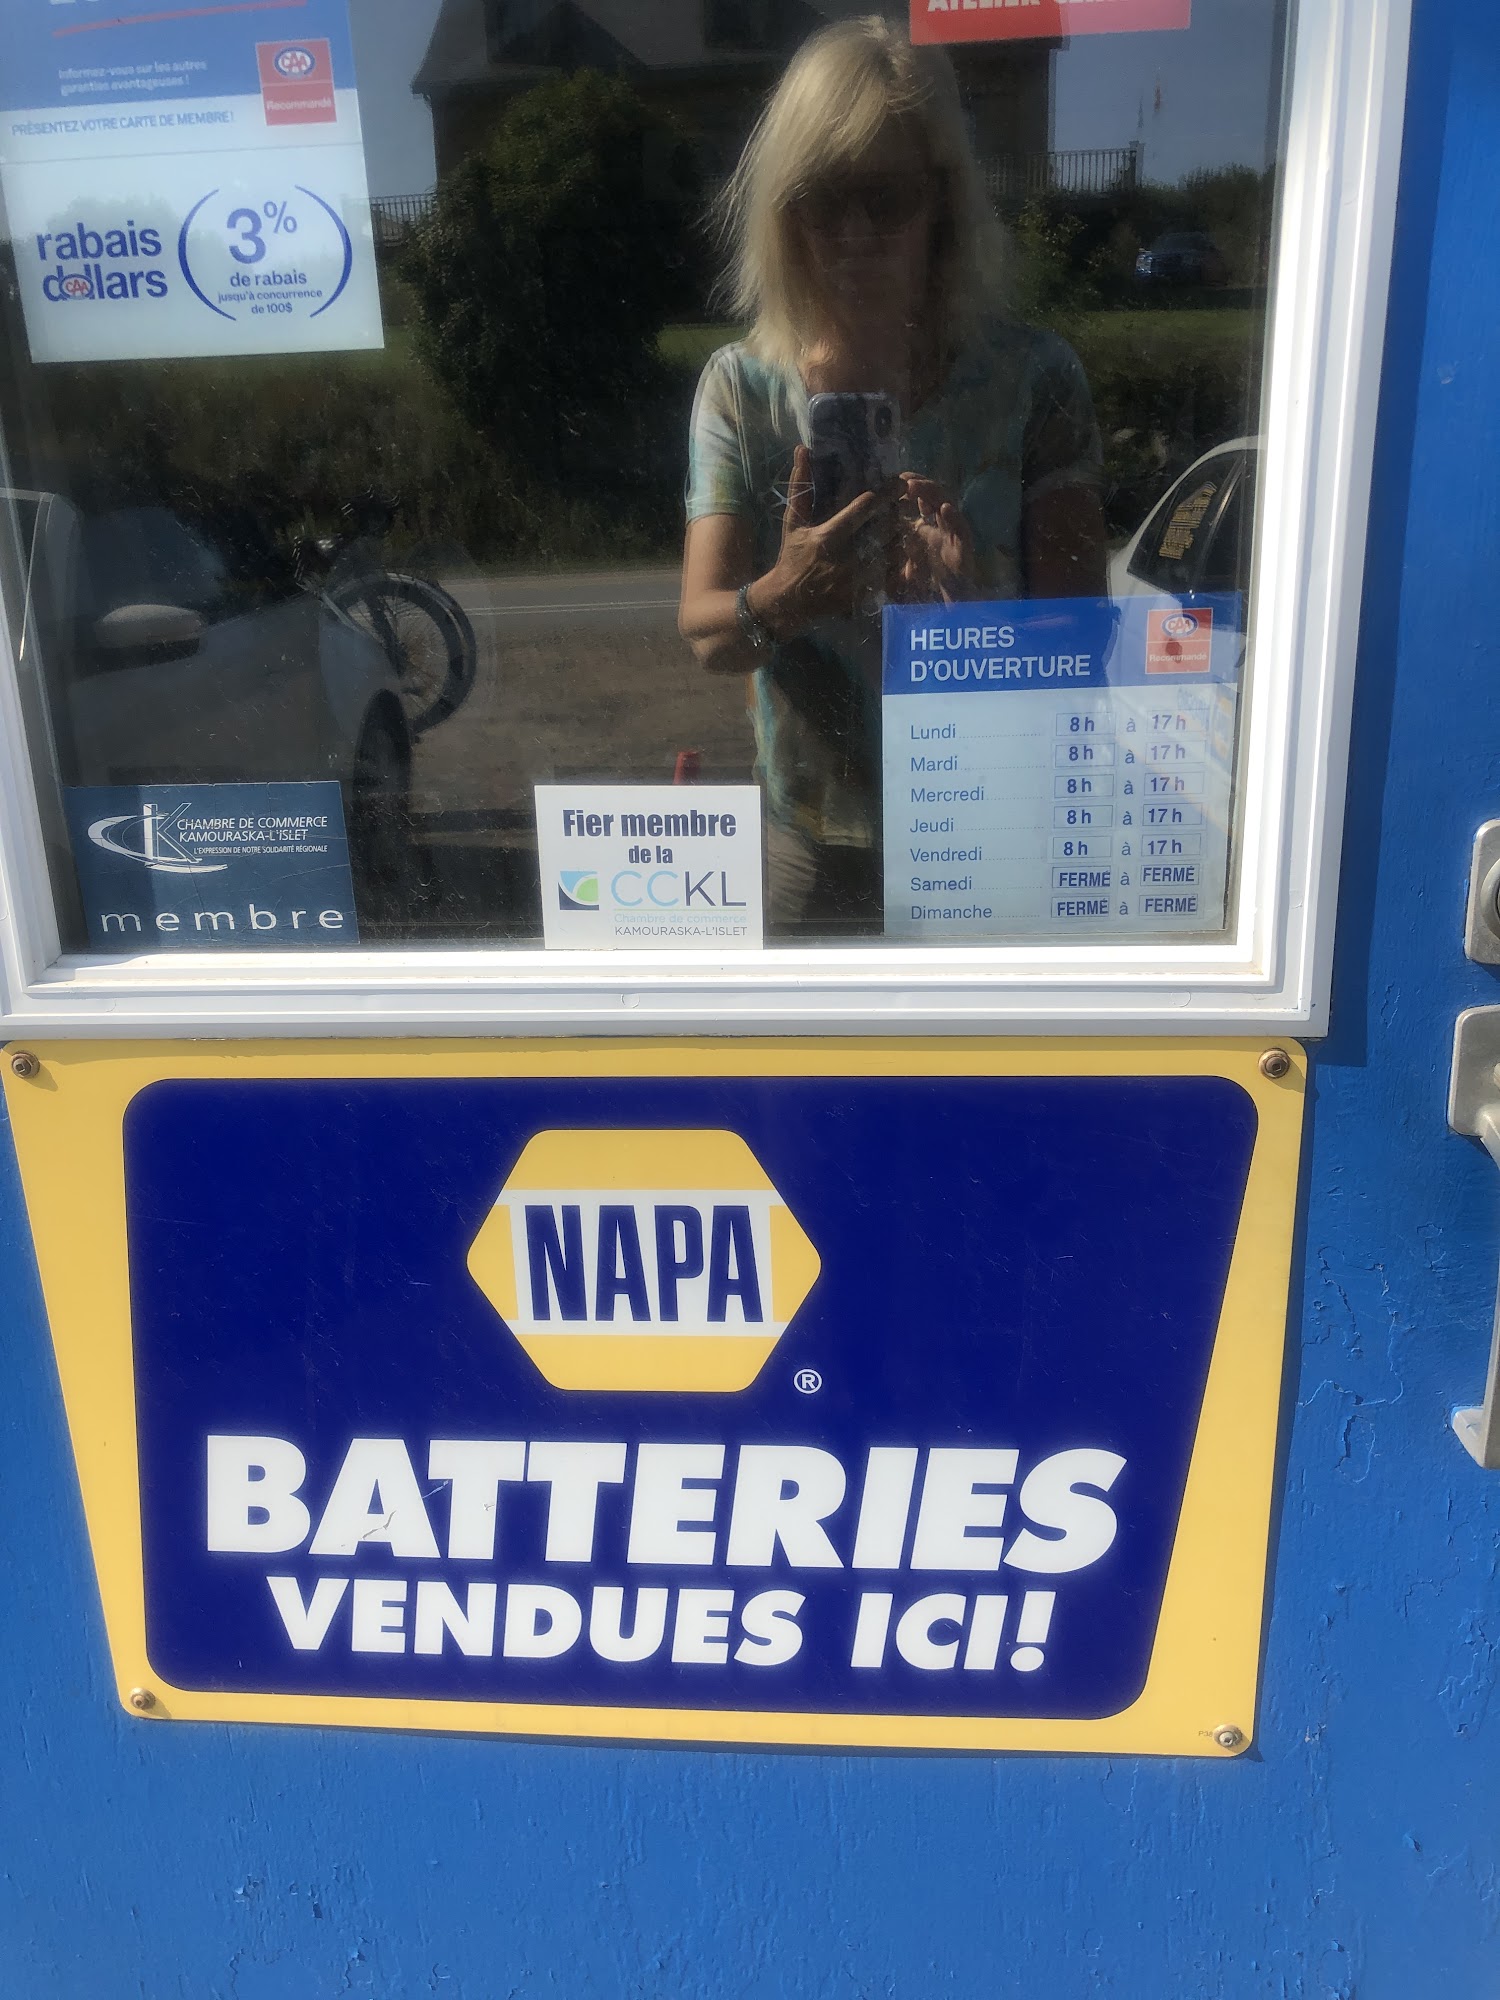 Informez-vous sur les autres
garanties avantageuses !
CAA
Recommandé
PRÉSENTEZ VOTRE CARTE DE MEMBRE !
rabais
dollars
CAA
3%
de rabais
jusqu'à concurrence
de 100$
ATELIER
HEURES
D'OUVERTURE
CAA
Recommandé
Lundi 8 h à 17 h
Mardi 8 h à 17 h
Mercredi 8 h à 17 h
Jeudi 8 h à 17 h
Vendredi 8 h à 17 h
Samedi FERMÉ à FERMÉ
Dimanche FERMÉ à FERMÉ
CHAMBRE DE COMMERCE
KAMOURASKA-L'ISLET
L'EXPRESSION DE NOTRE SOLIDARITÉ RÉGIONALE
membre
Fier membre
de la
CCKL
Chambre de commerce
KAMOURASKA-L'ISLET
NAPA
®
BATTERIES
VENDUES ICI!